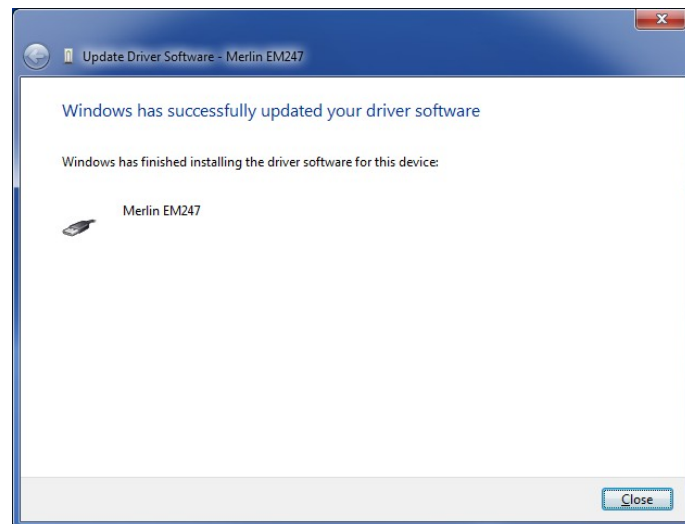 Update Driver Software - Merlin EM247
Windows has successfully updated your driver software
Windows has finished installing the driver software for this device:
Merlin EM247
Close